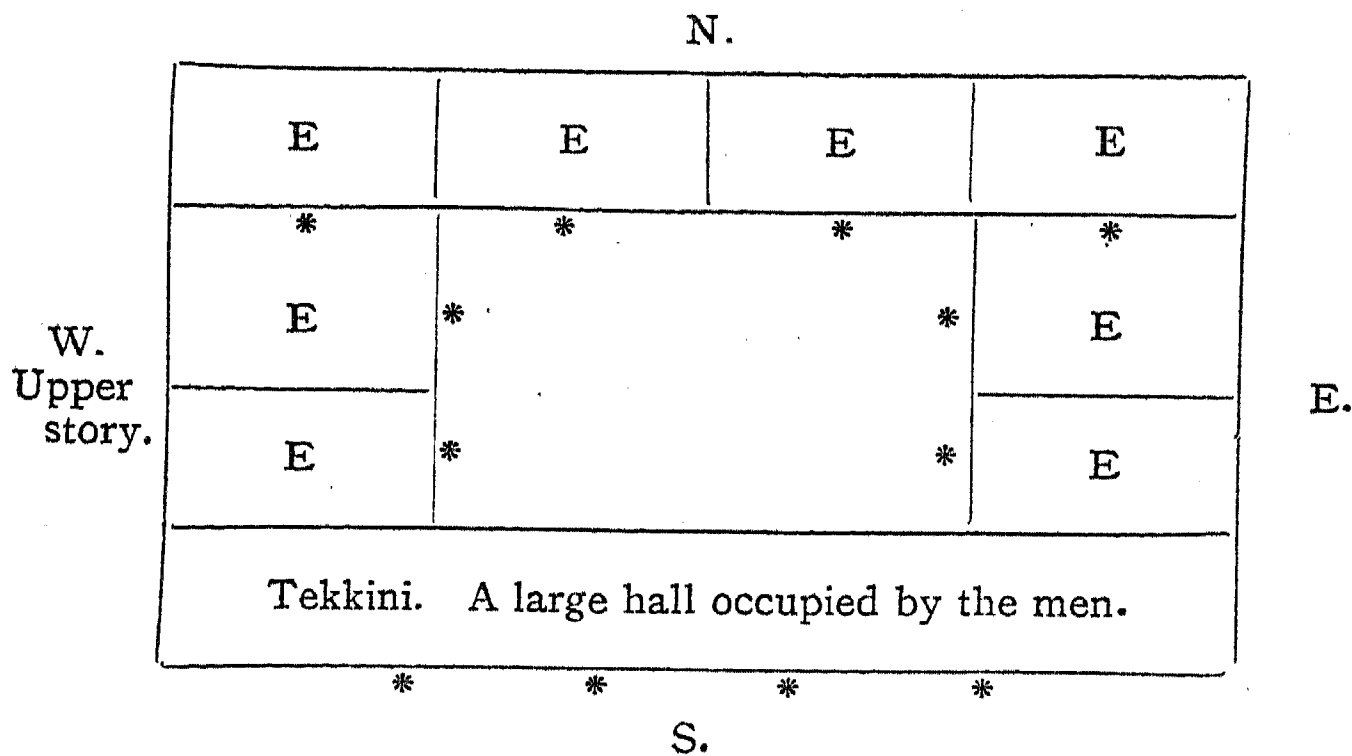 N.
E E E E
* * * *
E * * E
W.
Upper
story.
E.
E * * E
Tekkini. A large hall occupied by the men.
* * * *
S.